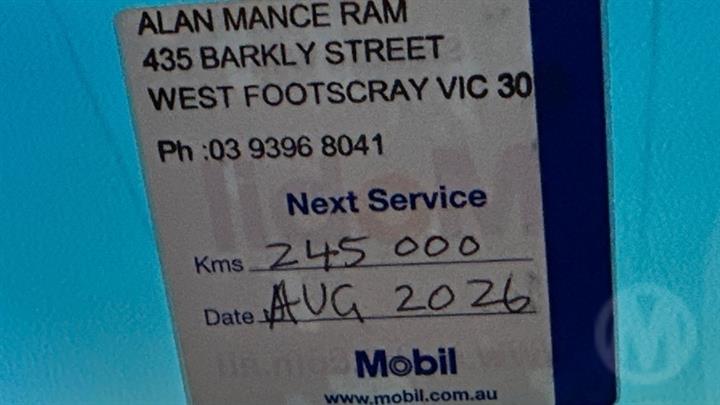 ALAN MANCE RAM
435 BARKLY STREET
WEST FOOTSCRAY VIC 30
Ph :03 9396 8041
Next Service
Kms 245 000
Date AUG 2026
Mobil
www.mobil.com.au
M